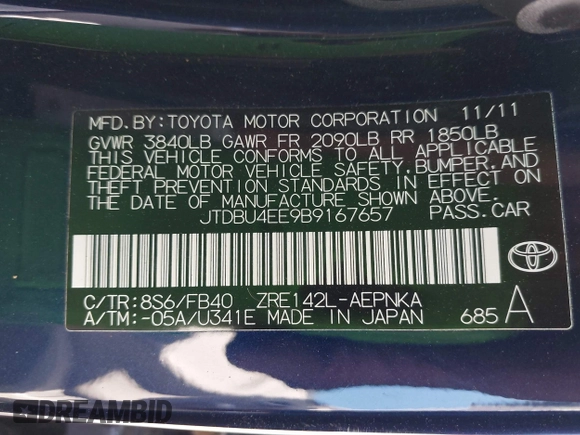 MFD. BY: TOYOTA MOTOR CORPORATION 11/11
GVWR 3840LB GAWR FR 2090LB RR 1850LB
THIS VEHICLE CONFORMS TO ALL APPLICABLE
FEDERAL MOTOR VEHICLE SAFETY, BUMPER, AND
THEFT PREVENTION STANDARDS IN EFFECT ON
THE DATE OF MANUFACTURE SHOWN ABOVE.
JTDBU4EE9B9167657 PASS. CAR
TOYOTA
C/TR: 8S6/FB40 ZRE142L-AEPNKA
A/TM: -05A/U341E MADE IN JAPAN 685 A
DREAMBID